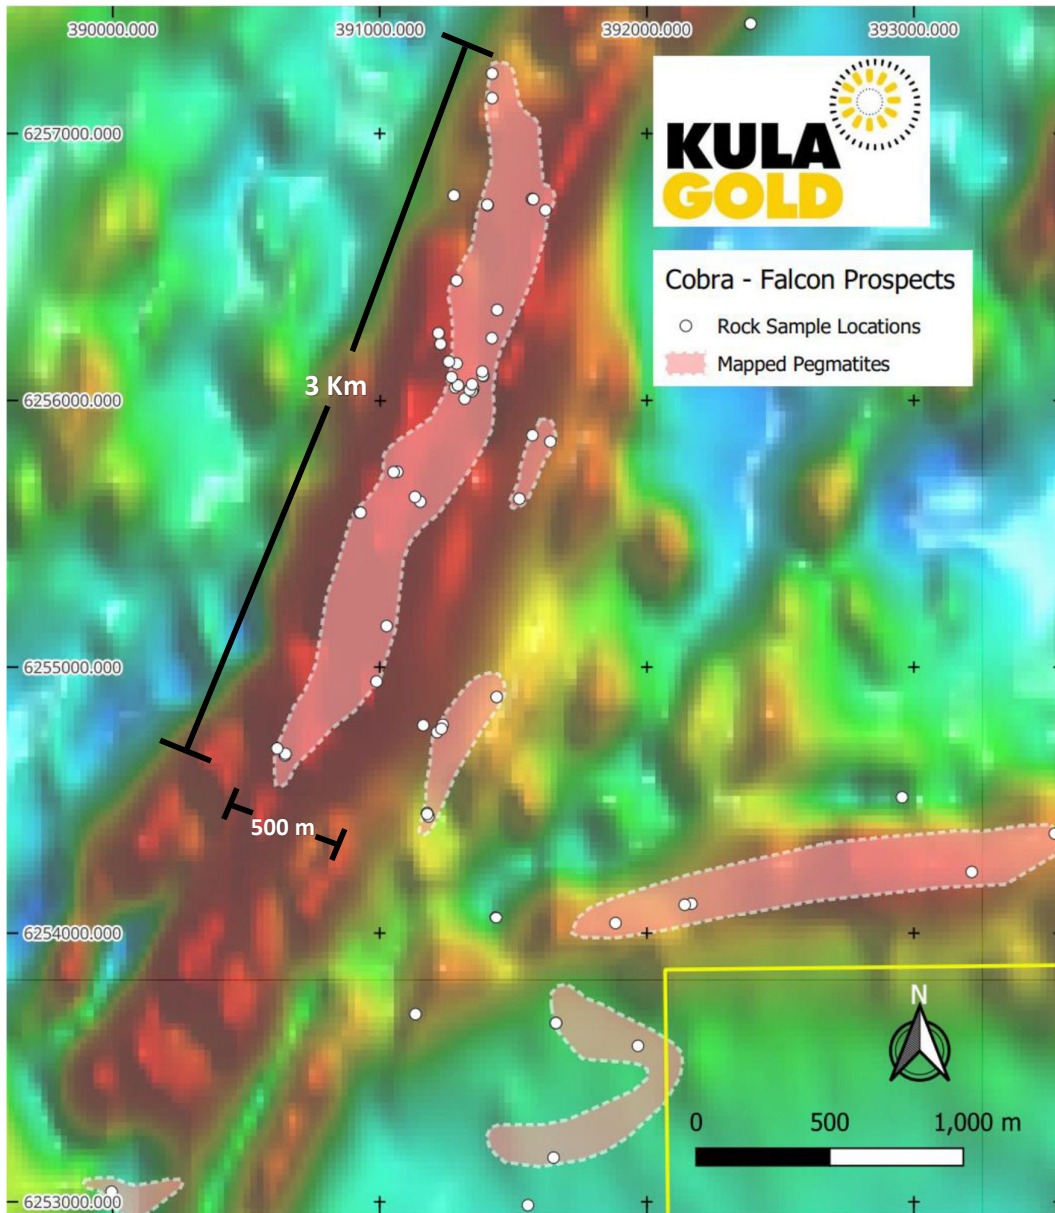 390000.000 391000.000 392000.000 393000.000
6257000.000
KULA
GOLD
Cobra - Falcon Prospects
Rock Sample Locations
Mapped Pegmatites
3 Km
6256000.000
6255000.000
500 m
6254000.000
N
0 500 1,000 m
6253000.000